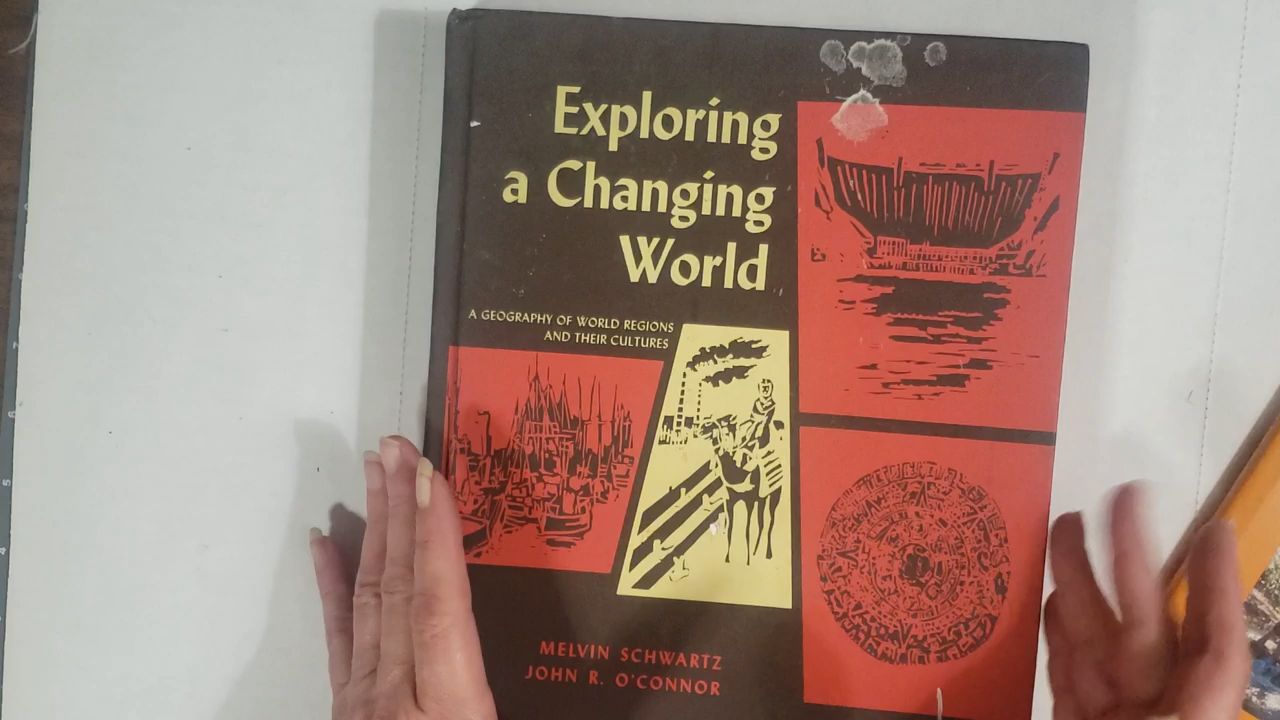 Exploring
a Changing
World
A GEOGRAPHY OF WORLD REGIONS
AND THEIR CULTURES
MELVIN SCHWARTZ
JOHN R. O'CONNOR